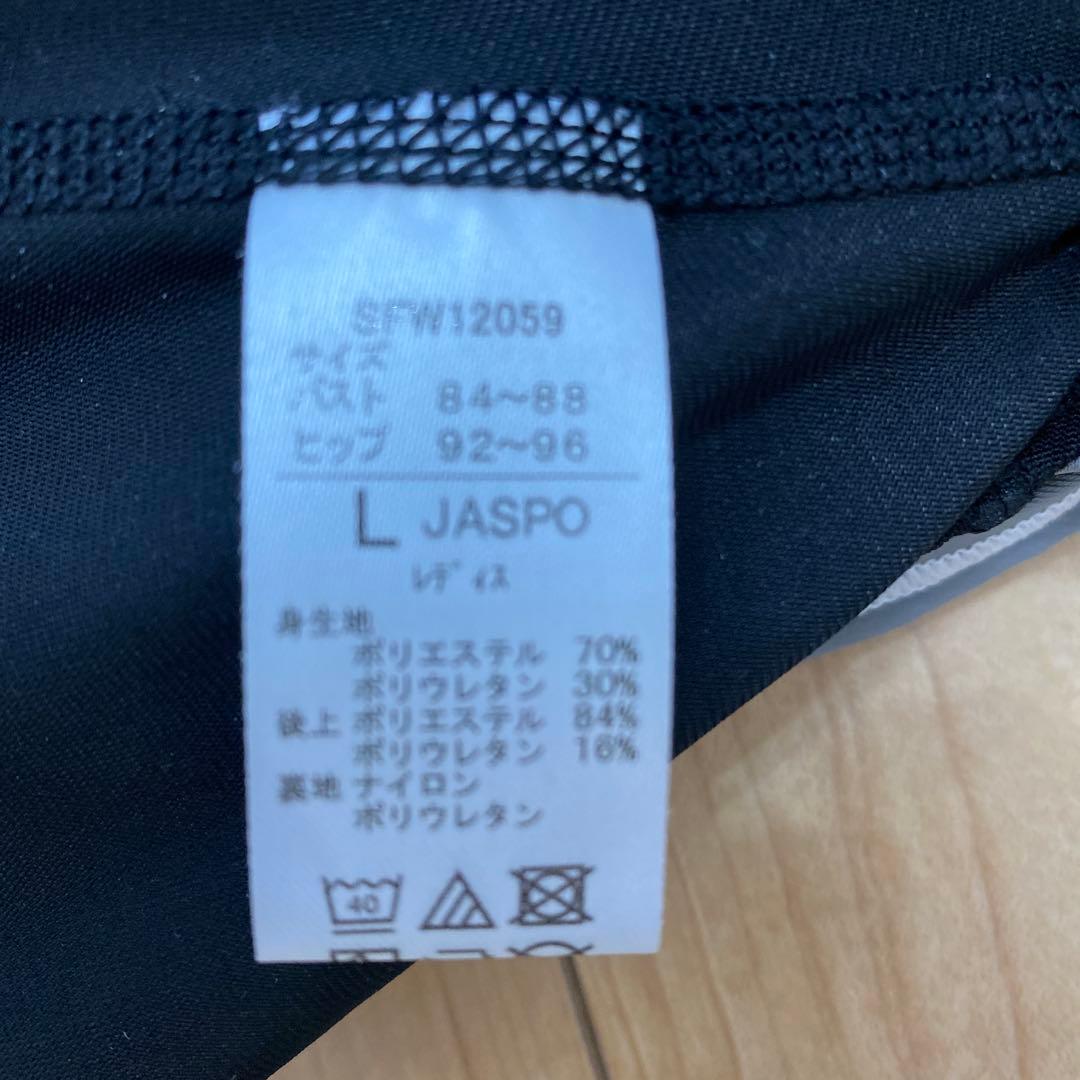 SFW12059
サイズ
バスト 84～88
ヒップ 92～96
L JASPO
レディス
身生地
ポリエステル 70%
ポリウレタン 30%
後上 ポリエステル 84%
ポリウレタン 16%
裏地 ナイロン
ポリウレタン
40